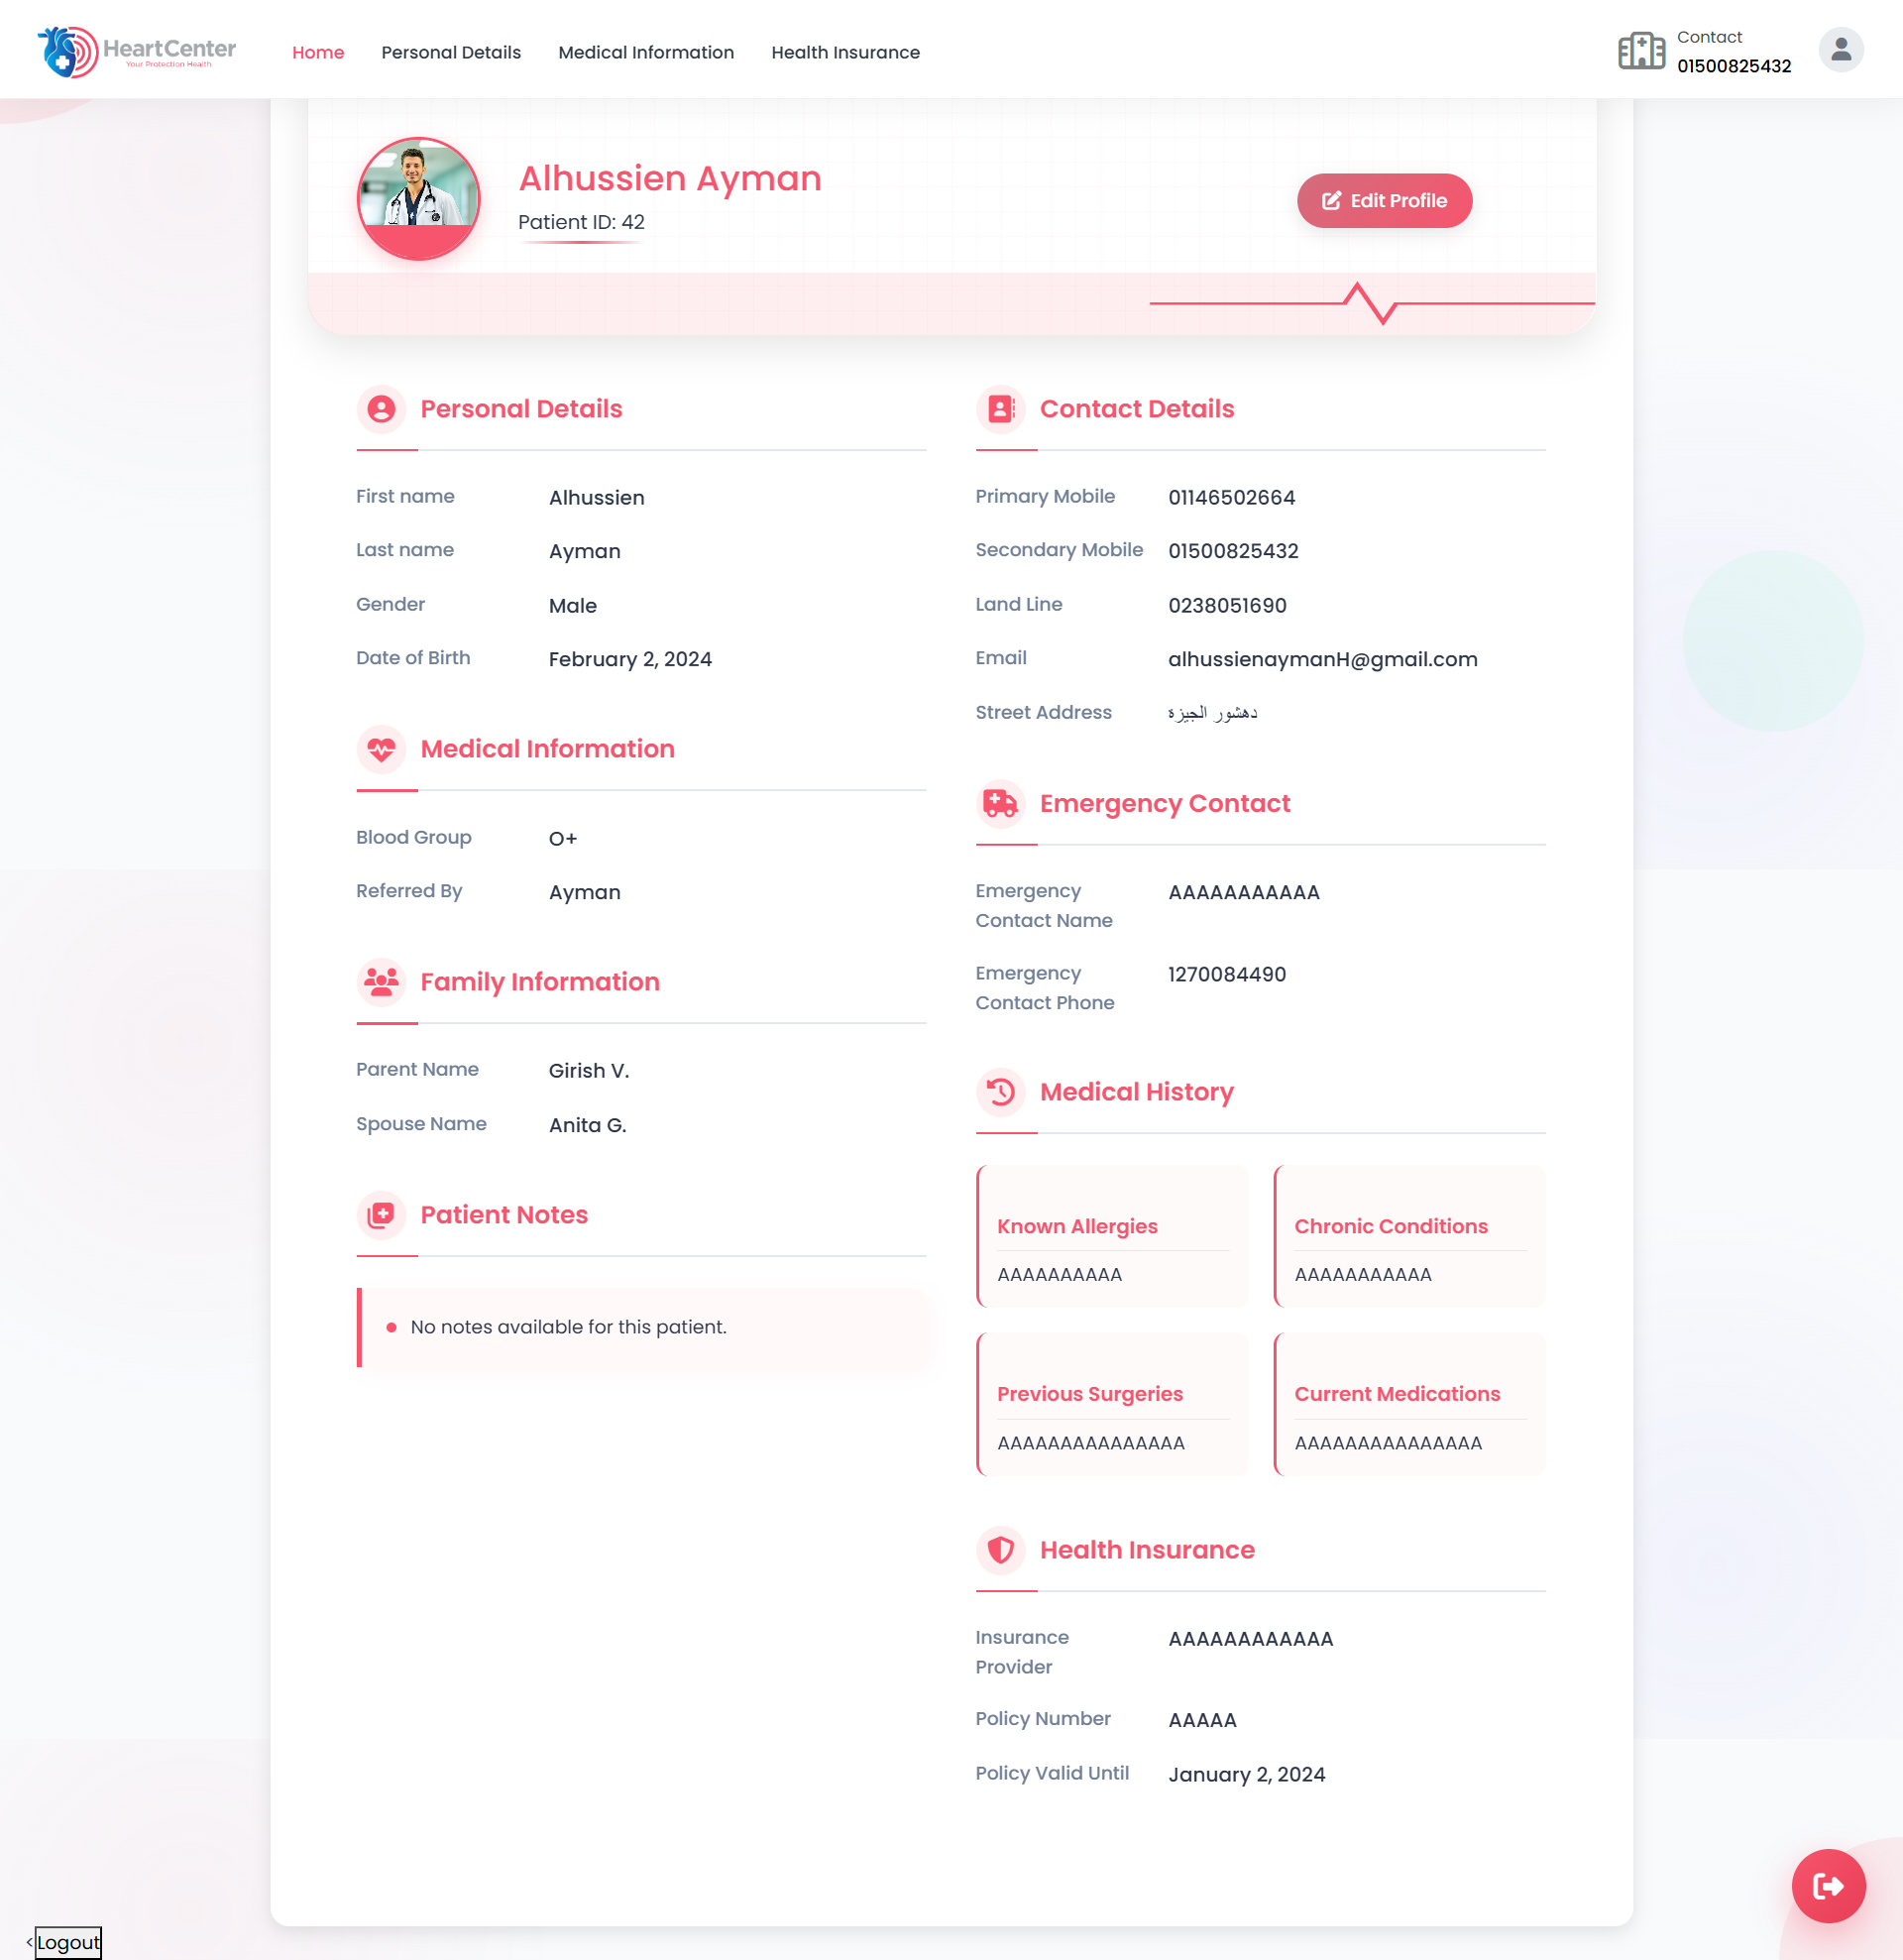 HeartCenter
Your Protection Health
Home
Personal Details
Medical Information
Health Insurance
Contact
01500825432
Alhussien Ayman
Patient ID: 42
Edit Profile
Personal Details
First name Alhussien
Last name Ayman
Gender Male
Date of Birth February 2, 2024
Medical Information
Blood Group O+
Referred By Ayman
Family Information
Parent Name Girish V.
Spouse Name Anita G.
Patient Notes
No notes available for this patient.
Contact Details
Primary Mobile 01146502664
Secondary Mobile 01500825432
Land Line 0238051690
Email alhussienaymanH@gmail.com
Street Address دهشور الجيزة
Emergency Contact
Emergency AAAAAAAAAAA
Contact Name
Emergency 1270084490
Contact Phone
Medical History
Known Allergies
AAAAAAAAAA
Chronic Conditions
AAAAAAAAAAA
Previous Surgeries
AAAAAAAAAAAAAAA
Current Medications
AAAAAAAAAAAAAAA
Health Insurance
Insurance AAAAAAAAAAAA
Provider
Policy Number AAAAA
Policy Valid Until January 2, 2024
<Logout